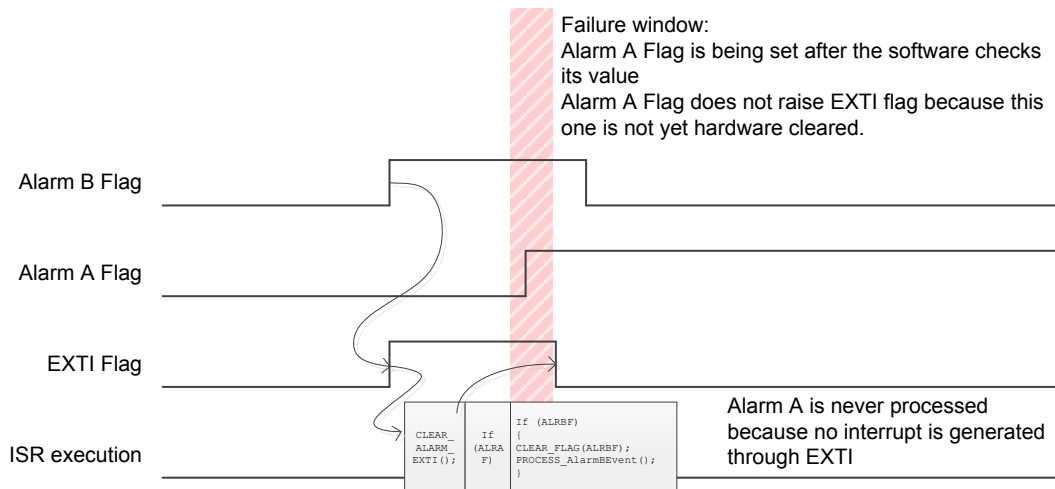 Failure window:
Alarm A Flag is being set after the software checks
its value
Alarm A Flag does not raise EXTI flag because this
one is not yet hardware cleared.
Alarm B Flag
Alarm A Flag
EXTI Flag
ISR execution
CLEAR_
ALARM_
EXTI();
If
(ALRA
F)
If (ALRBF)
{
CLEAR_FLAG(ALRBF);
PROCESS_AlarmBEvent();
}
Alarm A is never processed
because no interrupt is generated
through EXTI